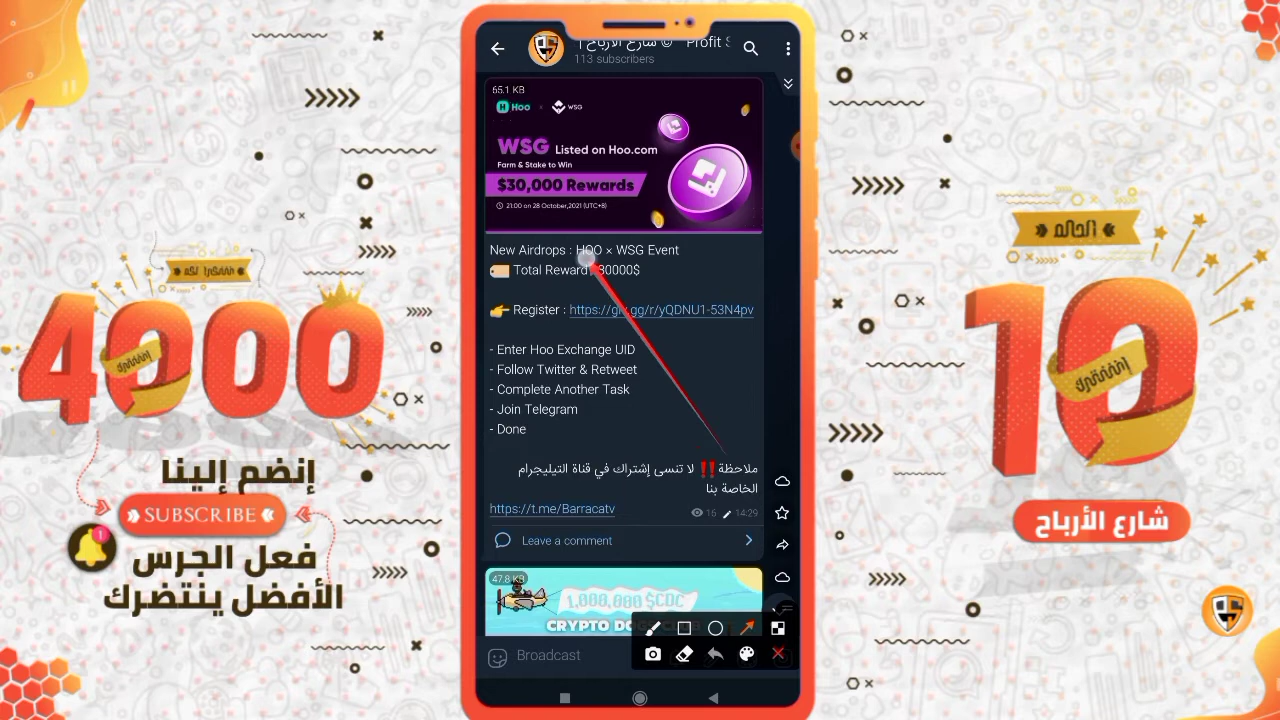 شارع الأرباح © Profit S
113 subscribers
65.1 KB
Hoo x WSG
WSG Listed on Hoo.com
Farm & Stake to Win
$30,000 Rewards
21:00 on 28 October,2021 (UTC+8)
New Airdrops : HOO × WSG Event
Total Reward 30000$
Register : https://gr.gg/r/yQDNU1-53N4pv
- Enter Hoo Exchange UID
- Follow Twitter & Retweet
- Complete Another Task
- Join Telegram
- Done
ملاحظة‼️ لا تنسى إشتراك في قناة التيليجرام
الخاصة بنا
https://t.me/Barracatv
16 14:29
Leave a comment
47.8 KB
1,000,000 $CDC
CRYPTO DO
Broadcast
4000
إنضم إلينا
SUBSCRIBE
1
فعل الجرس
الأفضل ينتضرك
10
شارع الأرباح